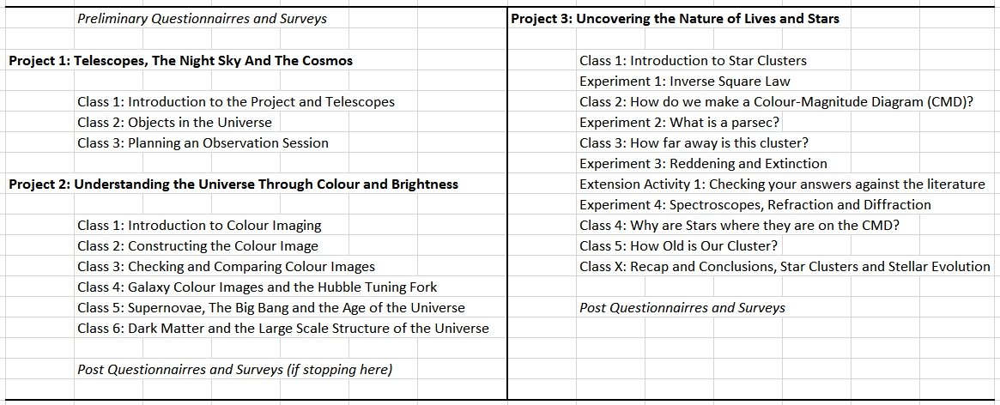 Preliminary Questionnairres and Surveys
Project 1: Telescopes, The Night Sky And The Cosmos
Class 1: Introduction to the Project and Telescopes
Class 2: Objects in the Universe
Class 3: Planning an Observation Session
Project 2: Understanding the Universe Through Colour and Brightness
Class 1: Introduction to Colour Imaging
Class 2: Constructing the Colour Image
Class 3: Checking and Comparing Colour Images
Class 4: Galaxy Colour Images and the Hubble Tuning Fork
Class 5: Supernovae, The Big Bang and the Age of the Universe
Class 6: Dark Matter and the Large Scale Structure of the Universe
Post Questionnairres and Surveys (if stopping here)
Project 3: Uncovering the Nature of Lives and Stars
Class 1: Introduction to Star Clusters
Experiment 1: Inverse Square Law
Class 2: How do we make a Colour-Magnitude Diagram (CMD)?
Experiment 2: What is a parsec?
Class 3: How far away is this cluster?
Experiment 3: Reddening and Extinction
Extension Activity 1: Checking your answers against the literature
Experiment 4: Spectroscopes, Refraction and Diffraction
Class 4: Why are Stars where they are on the CMD?
Class 5: How Old is Our Cluster?
Class X: Recap and Conclusions, Star Clusters and Stellar Evolution
Post Questionnairres and Surveys